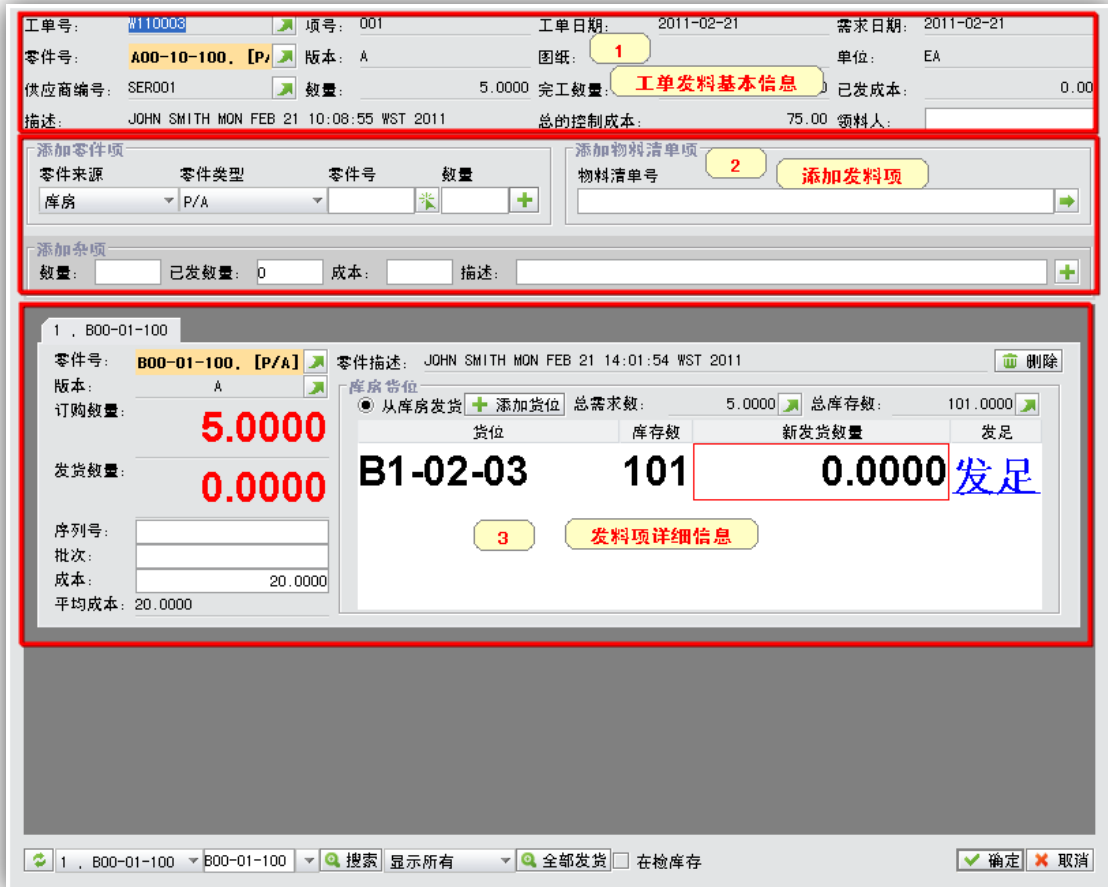 工单号: W110003 项号: 001 工单日期: 2011-02-21 需求日期: 2011-02-21
零件号: A00-10-100. [P/ 版本: A 图纸: 1 单位: EA
供应商编号: SER001 数量: 5.0000 完工数量: 工单发料基本信息 已发成本: 0.00
描述: JOHN SMITH MON FEB 21 10:08:55 WST 2011 总的控制成本: 75.00 领料人:
添加零件项 添加物料清单项
零件来源 零件类型 零件号 数量 物料清单号 2 添加发料项
库房 P/A
添加杂项
数量: 已发数量: 0 成本: 描述:
1 . B00-01-100
零件号: B00-01-100. [P/A] 零件描述: JOHN SMITH MON FEB 21 14:01:54 WST 2011 删除
版本: A 库房货位
订购数量: 5.0000 从库房发货 添加货位 总需求数: 5.0000 总库存数: 101.0000
货位 库存数 新发货数量 发足
发货数量: 0.0000 B1-02-03 101 0.0000 发足
序列号: 3 发料项详细信息
批次:
成本: 20.0000
平均成本: 20.0000
1 . B00-01-100 B00-01-100 搜索 显示所有 全部发货 在检库存 确定 取消